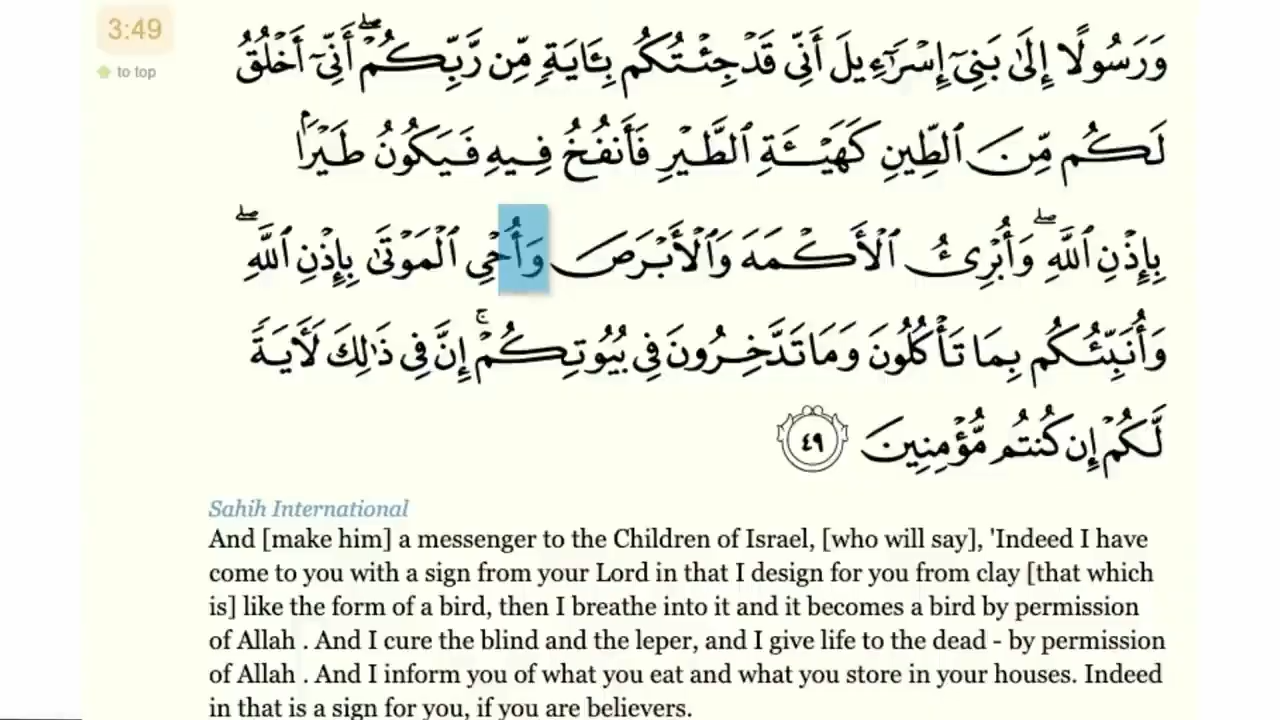 3:49
to top
وَرَسُولًا إِلَىٰ بَنِىٓ إِسْرَٰٓءِيلَ أَنِّى قَدْ جِئْتُكُم بِـَٔايَةٍ مِّن رَّبِّكُمْ ۖ أَنِّىٓ أَخْلُقُ
لَكُم مِّنَ ٱلطِّينِ كَهَيْـَٔةِ ٱلطَّيْرِ فَأَنفُخُ فِيهِ فَيَكُونُ طَيْرًۢا
بِإِذْنِ ٱللَّهِ ۖ وَأُبْرِئُ ٱلْأَكْمَهَ وَٱلْأَبْرَصَ وَأُحْىِ ٱلْمَوْتَىٰ بِإِذْنِ ٱللَّهِ ۖ
وَأُنَبِّئُكُم بِمَا تَأْكُلُونَ وَمَا تَدَّخِرُونَ فِى بُيُوتِكُمْ ۚ إِنَّ فِى ذَٰلِكَ لَـَٔايَةً
لَّكُمْ إِن كُنتُم مُّؤْمِنِينَ ٤٩
Sahih International
And [make him] a messenger to the Children of Israel, [who will say], 'Indeed I have
come to you with a sign from your Lord in that I design for you from clay [that which
is] like the form of a bird, then I breathe into it and it becomes a bird by permission
of Allah . And I cure the blind and the leper, and I give life to the dead - by permission
of Allah . And I inform you of what you eat and what you store in your houses. Indeed
in that is a sign for you, if you are believers.